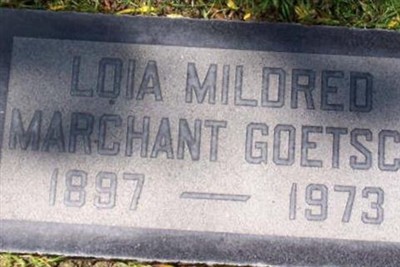 LOIA MILDRED
MARCHANT GOETSC
1897 — 1973